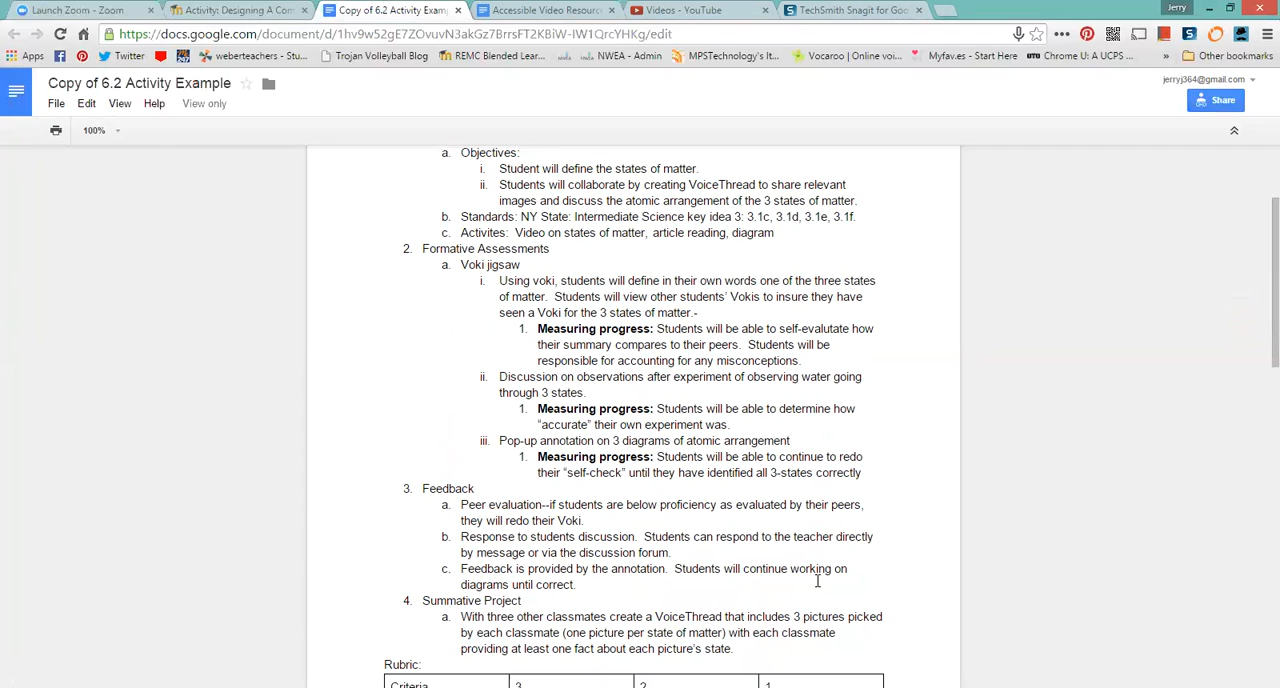 Jerry
Launch Zoom - Zoom
Activity: Designing A Com
Copy of 6.2 Activity Examp
Accessible Video Resourc
Videos - YouTube
TechSmith Snagit for Goo
https://docs.google.com/document/d/1hv9w52gE7ZOvuvN3akGz7BrrsFT2KBiW-IW1QrcYHKg/edit
Apps
Twitter
weberteachers - Stu...
Trojan Volleyball Blog
RESC Blended Lear...
NWEA - Admin
MPSTechnology's It...
Vocaroo | Online voi...
Myfav.es - Start Here
Chrome U: A UCPS ...
»
Other bookmarks
Copy of 6.2 Activity Example
jerryj364@gmail.com
File Edit View Help View only
Share
100%
a. Objectives:
i. Student will define the states of matter.
ii. Students will collaborate by creating VoiceThread to share relevant
images and discuss the atomic arrangement of the 3 states of matter.
b. Standards: NY State: Intermediate Science key idea 3: 3.1c, 3.1d, 3.1e, 3.1f.
c. Activites: Video on states of matter, article reading, diagram
2. Formative Assessments
a. Voki jigsaw
i. Using voki, students will define in their own words one of the three states
of matter. Students will view other students' Vokis to insure they have
seen a Voki for the 3 states of matter.-
1. Measuring progress: Students will be able to self-evalutate how
their summary compares to their peers. Students will be
responsible for accounting for any misconceptions.
ii. Discussion on observations after experiment of observing water going
through 3 states.
1. Measuring progress: Students will be able to determine how
"accurate" their own experiment was.
iii. Pop-up annotation on 3 diagrams of atomic arrangement
1. Measuring progress: Students will be able to continue to redo
their "self-check" until they have identified all 3-states correctly
3. Feedback
a. Peer evaluation--if students are below proficiency as evaluated by their peers,
they will redo their Voki.
b. Response to students discussion. Students can respond to the teacher directly
by message or via the discussion forum.
c. Feedback is provided by the annotation. Students will continue working on
diagrams until correct.
4. Summative Project
a. With three other classmates create a VoiceThread that includes 3 pictures picked
by each classmate (one picture per state of matter) with each classmate
providing at least one fact about each picture's state.
Rubric:
Criteria 3 2 1